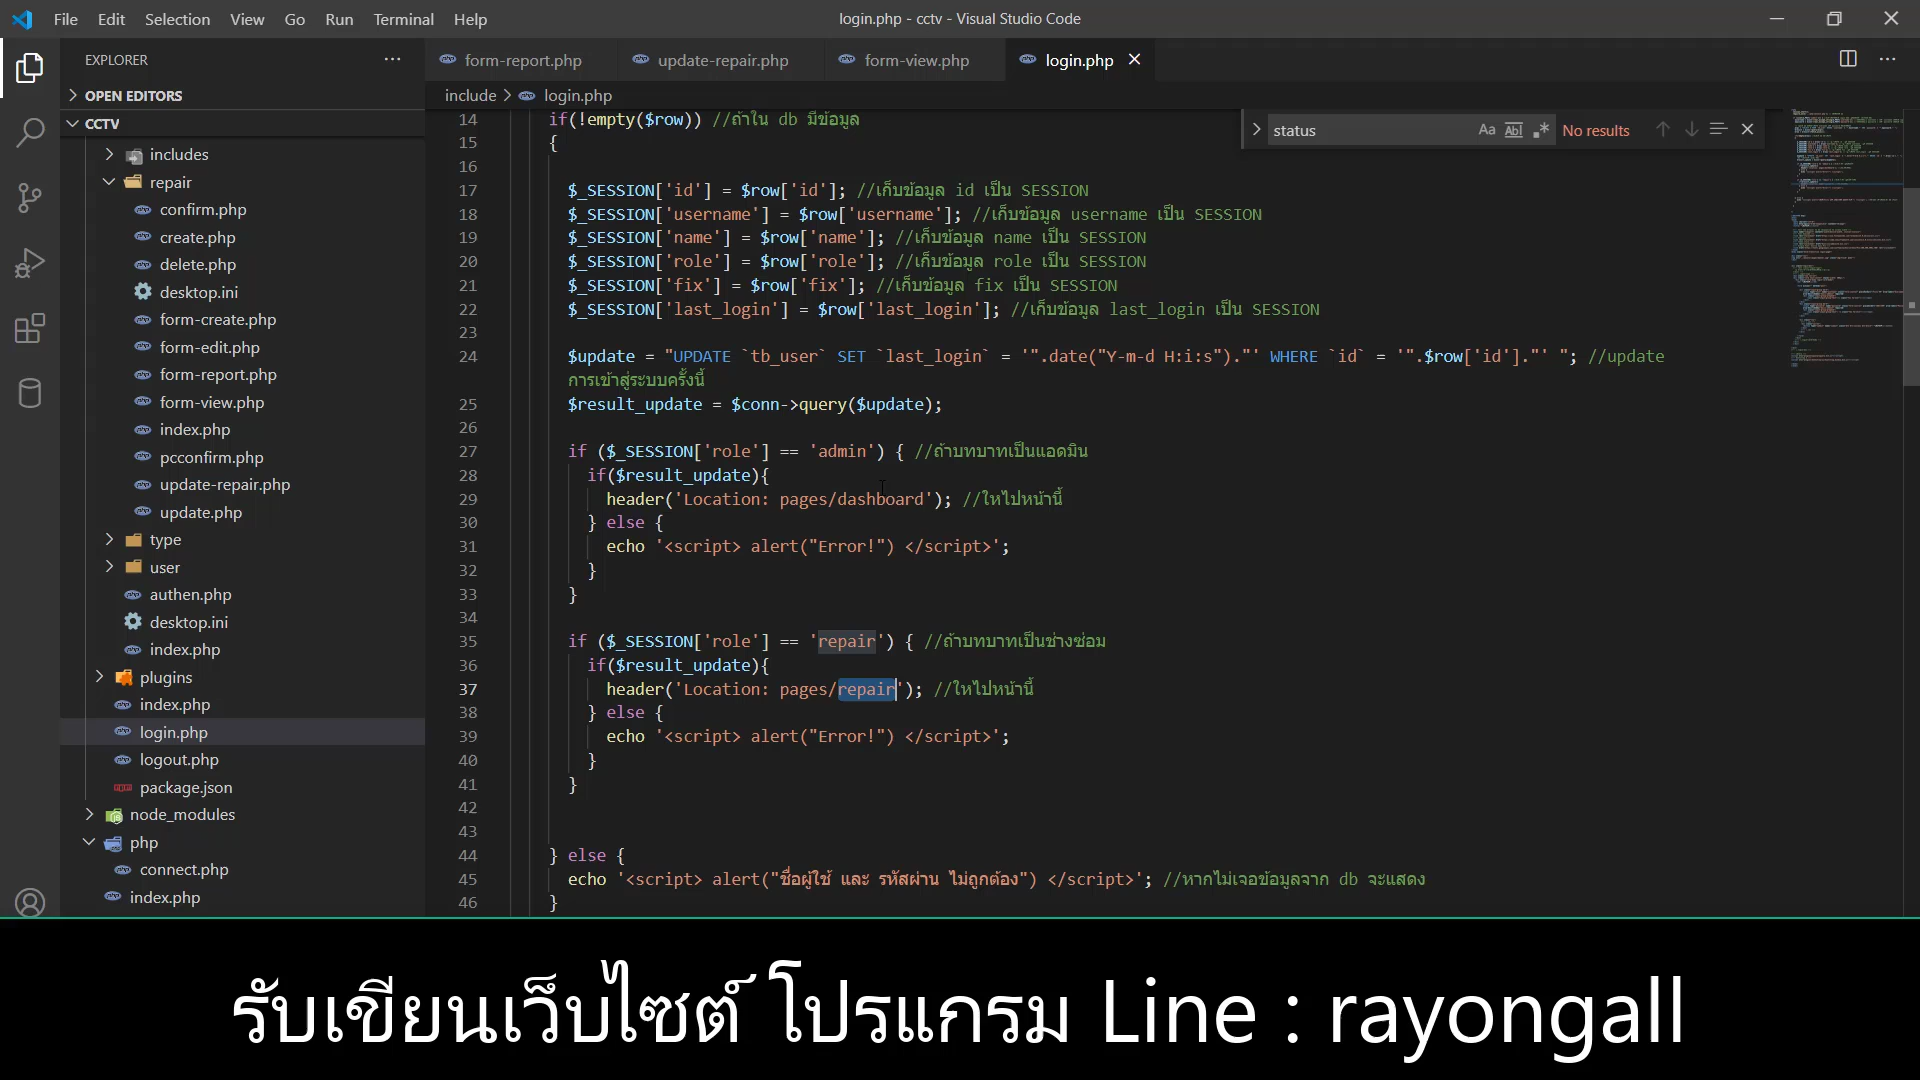 File Edit Selection View Go Run Terminal Help
login.php - cctv - Visual Studio Code
EXPLORER
form-report.php
update-repair.php
form-view.php
login.php
OPEN EDITORS
include > login.php
CCTV
includes
repair
confirm.php
create.php
delete.php
desktop.ini
form-create.php
form-edit.php
form-report.php
form-view.php
index.php
pcconfirm.php
update-repair.php
update.php
type
user
authen.php
desktop.ini
index.php
plugins
index.php
login.php
logout.php
package.json
node_modules
php
connect.php
index.php
status
Aa Abl .*
No results
14 if(!empty($row)) //ถ้าใน db มีข้อมูล
15 {
16
17 $_SESSION['id'] = $row['id']; //เก็บข้อมูล id เป็น SESSION
18 $_SESSION['username'] = $row['username']; //เก็บข้อมูล username เป็น SESSION
19 $_SESSION['name'] = $row['name']; //เก็บข้อมูล name เป็น SESSION
20 $_SESSION['role'] = $row['role']; //เก็บข้อมูล role เป็น SESSION
21 $_SESSION['fix'] = $row['fix']; //เก็บข้อมูล fix เป็น SESSION
22 $_SESSION['last_login'] = $row['last_login']; //เก็บข้อมูล last_login เป็น SESSION
23
24 $update = "UPDATE `tb_user` SET `last_login` = '".date("Y-m-d H:i:s")."' WHERE `id` = '".$row['id']."' "; //update
การเข้าสู่ระบบครั้งนี้
25 $result_update = $conn->query($update);
26
27 if ($_SESSION['role'] == 'admin') { //ถ้าบทบาทเป็นแอดมิน
28 if($result_update){
29 header('Location: pages/dashboard'); //ให้ไปหน้านี้
30 } else {
31 echo '<script> alert("Error!") </script>';
32 }
33 }
34
35 if ($_SESSION['role'] == 'repair') { //ถ้าบทบาทเป็นช่างซ่อม
36 if($result_update){
37 header('Location: pages/repair'); //ให้ไปหน้านี้
38 } else {
39 echo '<script> alert("Error!") </script>';
40 }
41 }
42
43
44 } else {
45 echo '<script> alert("ชื่อผู้ใช้ และ รหัสผ่าน ไม่ถูกต้อง") </script>'; //หากไม่เจอข้อมูลจาก db จะแสดง
46 }
รับเขียนเว็บไซต์ โปรแกรม Line : rayongall